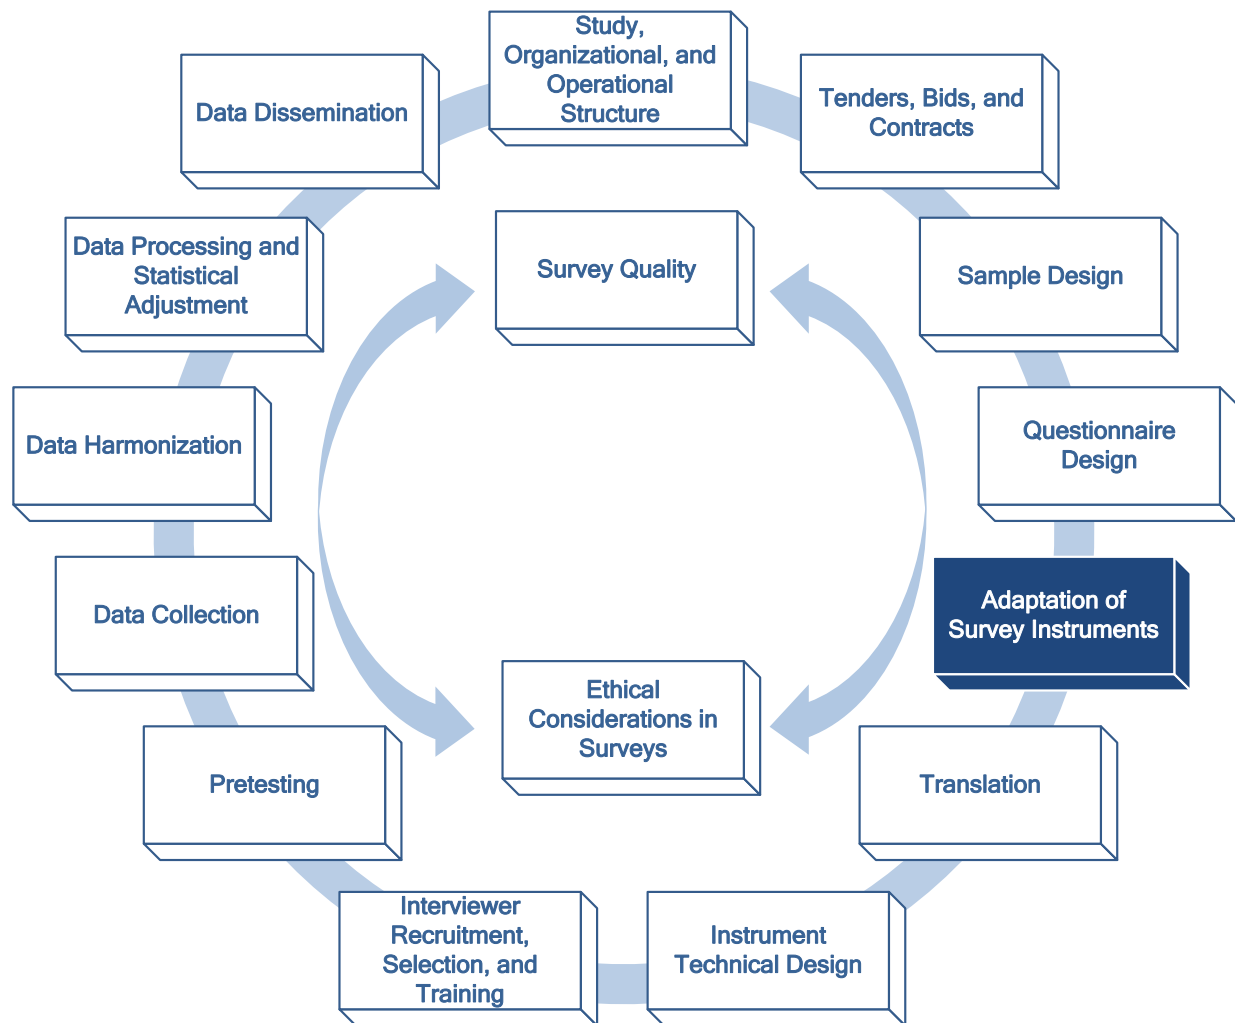 Study,
Organizational, and
Operational
Structure
Tenders, Bids, and
Contracts
Sample Design
Questionnaire
Design
Adaptation of
Survey Instruments
Translation
Instrument
Technical Design
Interviewer
Recruitment,
Selection, and
Training
Pretesting
Data Collection
Data Harmonization
Data Processing and
Statistical
Adjustment
Data Dissemination
Survey Quality
Ethical
Considerations in
Surveys